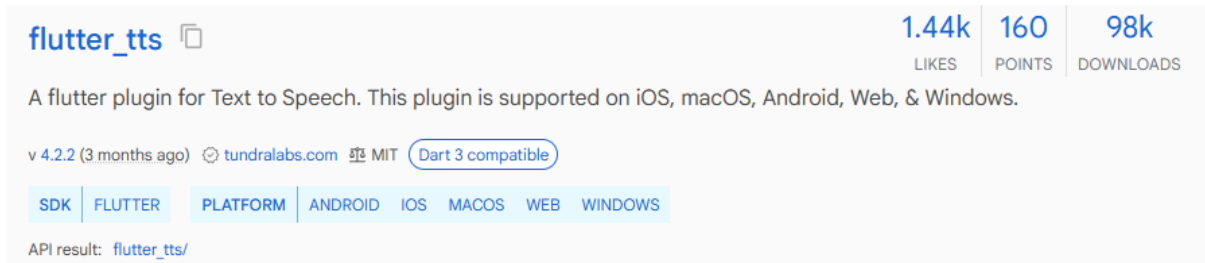 flutter_tts
1.44k 160 98k
LIKES POINTS DOWNLOADS
A flutter plugin for Text to Speech. This plugin is supported on iOS, macOS, Android, Web, & Windows.
v 4.2.2 (3 months ago) tundralabs.com MIT Dart 3 compatible
SDK FLUTTER PLATFORM ANDROID IOS MACOS WEB WINDOWS
API result: flutter_tts/